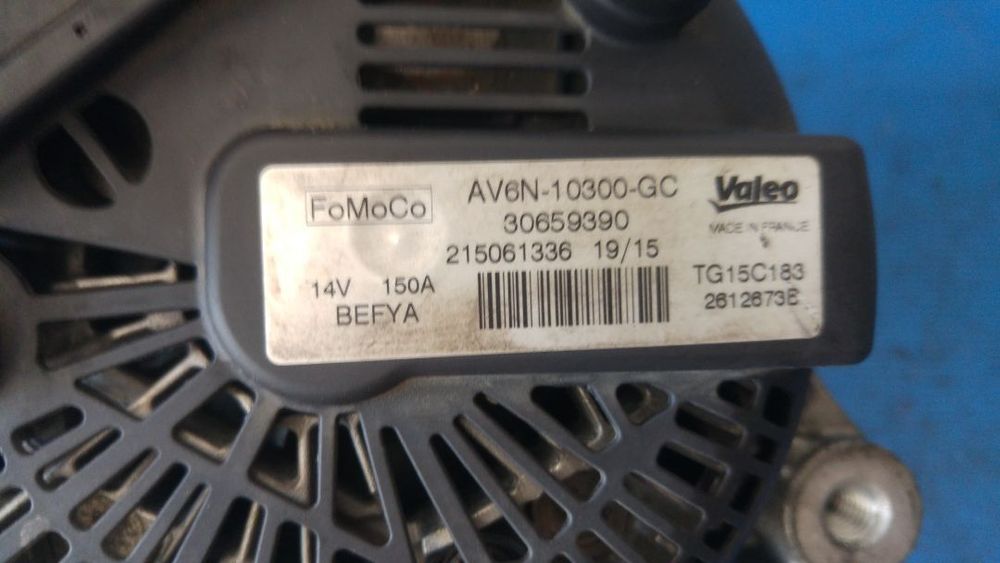 FoMoCo
AV6N-10300-GC
30659390
215061336 19/15
14V 150A
BEFYA
Valeo
MADE IN FRANCE
TG15C183
2612673B